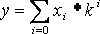 y = ∑ x_i * k^i
i=0